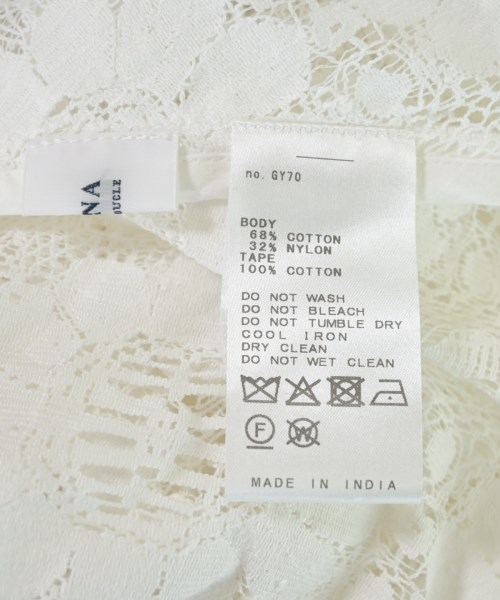 NA
UCLE
no. GY70
BODY
68% COTTON
32% NYLON
TAPE
100% COTTON
DO NOT WASH
DO NOT BLEACH
DO NOT TUMBLE DRY
COOL IRON
DRY CLEAN
DO NOT WET CLEAN
F W
MADE IN INDIA